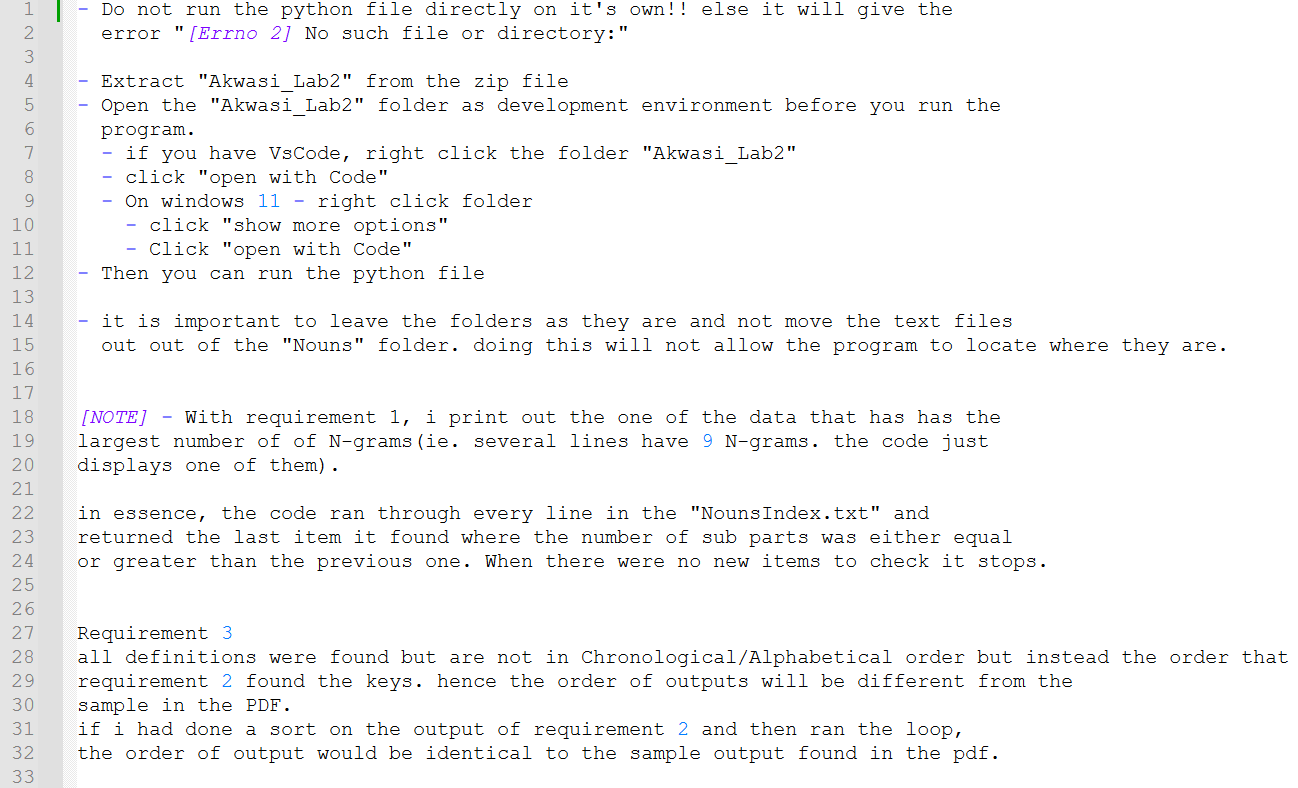 1 - Do not run the python file directly on it's own!! else it will give the
2 error "[Errno 2] No such file or directory:"
3
4 - Extract "Akwasi_Lab2" from the zip file
5 - Open the "Akwasi_Lab2" folder as development environment before you run the
6 program.
7 - if you have VsCode, right click the folder "Akwasi_Lab2"
8 - click "open with Code"
9 - On windows 11 - right click folder
10 - click "show more options"
11 - Click "open with Code"
12 - Then you can run the python file
13
14 - it is important to leave the folders as they are and not move the text files
15 out out of the "Nouns" folder. doing this will not allow the program to locate where they are.
16
17
18 [NOTE] - With requirement 1, i print out the one of the data that has has the
19 largest number of of N-grams(ie. several lines have 9 N-grams. the code just
20 displays one of them).
21
22 in essence, the code ran through every line in the "NounsIndex.txt" and
23 returned the last item it found where the number of sub parts was either equal
24 or greater than the previous one. When there were no new items to check it stops.
25
26
27 Requirement 3
28 all definitions were found but are not in Chronological/Alphabetical order but instead the order that
29 requirement 2 found the keys. hence the order of outputs will be different from the
30 sample in the PDF.
31 if i had done a sort on the output of requirement 2 and then ran the loop,
32 the order of output would be identical to the sample output found in the pdf.
33